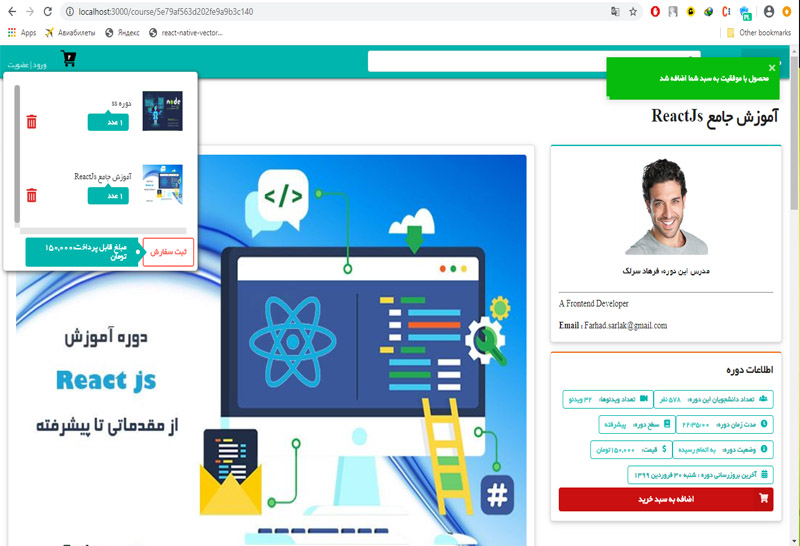 localhost:3000/course/5e79af563d202fe9a9b3c140
Apps
Авиабилеты
Яндекс
react-native-vector...
Other bookmarks
ورود | عضویت
محصول با موفقیت به سبد شما اضافه شد
×
دوره ss
۱ عدد
آموزش جامع ReactJs
۱ عدد
ثبت سفارش
مبلغ قابل پرداخت: ۱۵۰,۰۰۰
تومان
آموزش جامع ReactJs
</>
دوره آموزش
React js
از مقدماتی تا پیشرفته
#
مدرس این دوره: فرهاد سرلک
A Frontend Developer
Email : Farhad.sarlak@gmail.com
اطلاعات دوره
تعداد دانشجویان این دوره: ۵۷۸ نفر
تعداد ویدئوها: ۳۲ ویدئو
مدت زمان دوره: ۲۲:۳۵:۰۰
سطح دوره: پیشرفته
وضعیت دوره: به اتمام رسیده
قیمت: ۱۵۰,۰۰۰تومان
آخرین بروزرسانی دوره : شنبه ۳۰ فروردین ۱۳۹۹
اضافه به سبد خرید